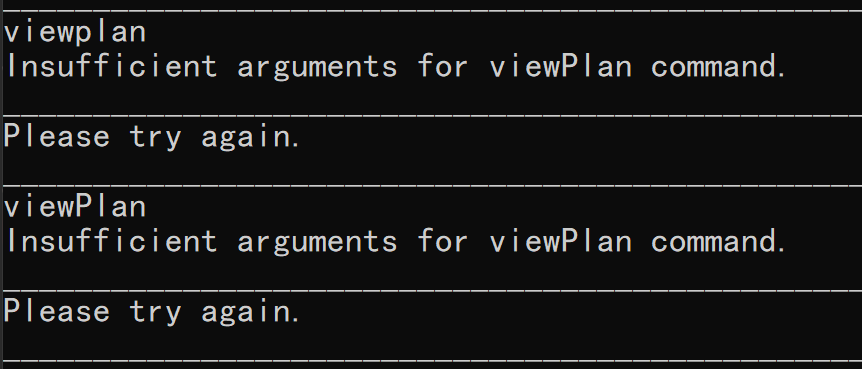 viewplan
Insufficient arguments for viewPlan command.
Please try again.
viewPlan
Insufficient arguments for viewPlan command.
Please try again.